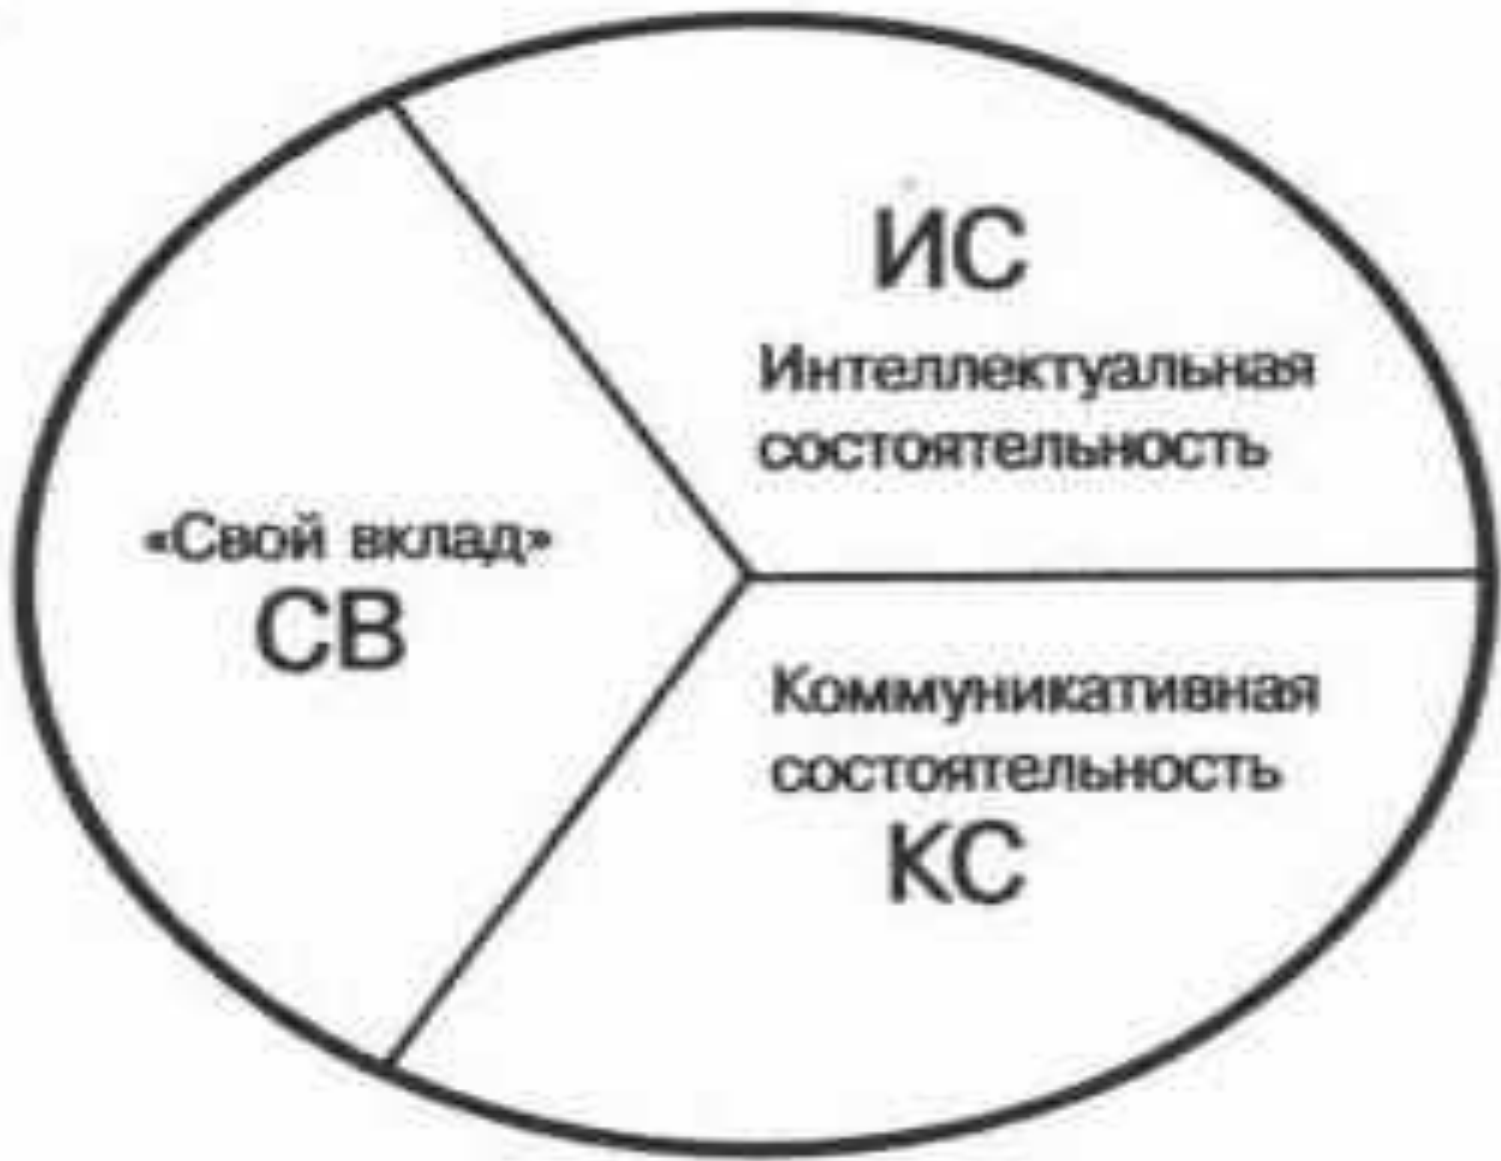 ИС
Интеллектуальная
состоятельность
«Свой вклад»
СВ
Коммуникативная
состоятельность
КС